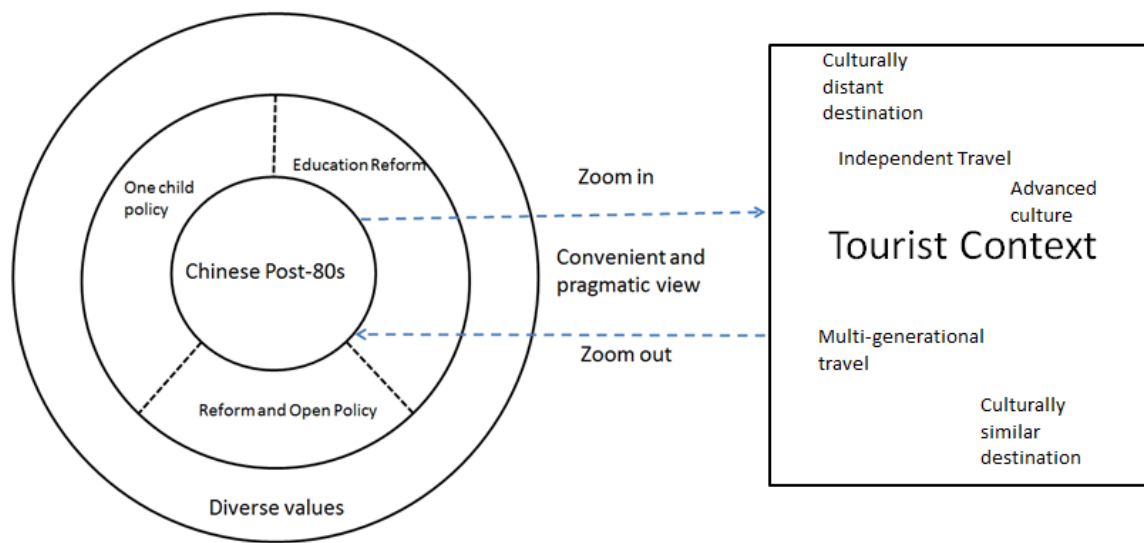 One child
policy
Education Reform
Chinese Post-80s
Reform and Open Policy
Diverse values
Zoom in
Convenient and
pragmatic view
Zoom out
Culturally
distant
destination
Independent Travel
Advanced
culture
Tourist Context
Multi-generational
travel
Culturally
similar
destination